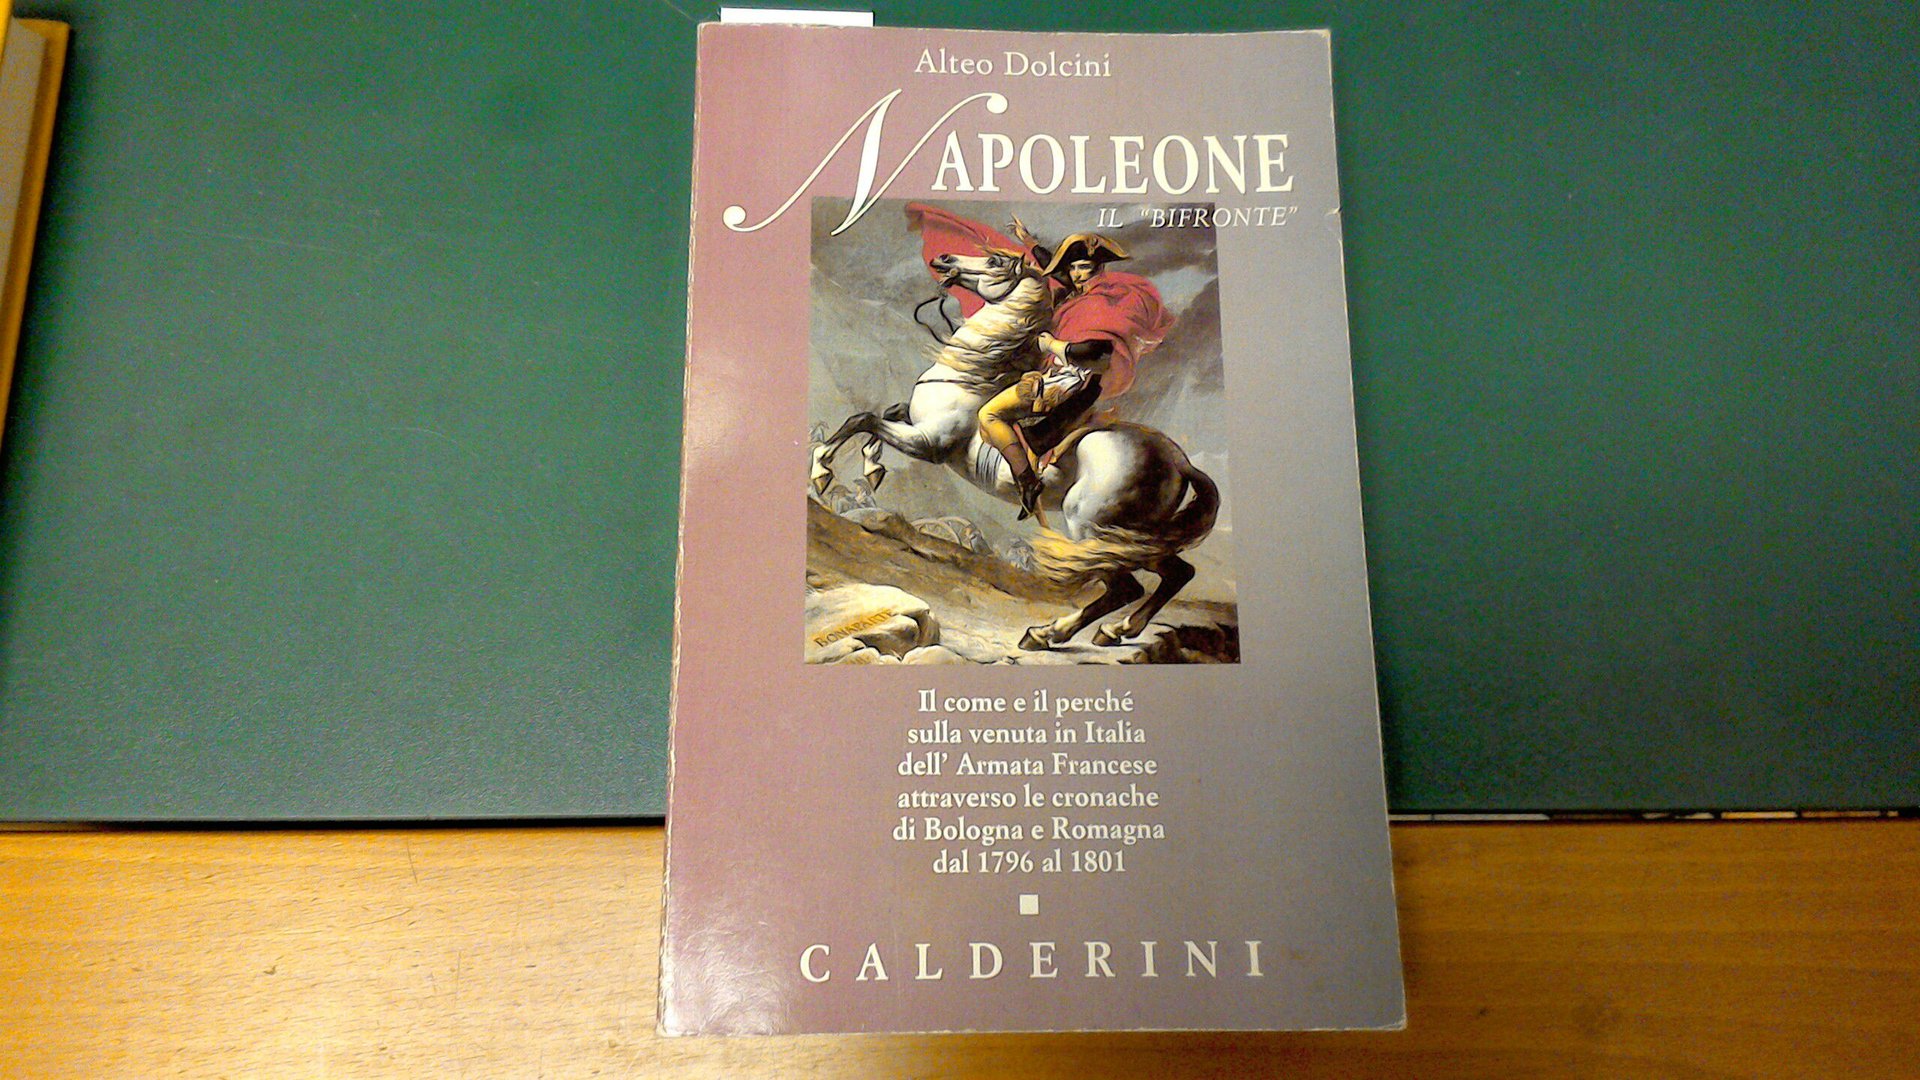 Alteo Dolcini
NAPOLEONE
IL "BIFRONTE"
BONAPARTE
Il come e il perché
sulla venuta in Italia
dell' Armata Francese
attraverso le cronache
di Bologna e Romagna
dal 1796 al 1801
CALDERINI